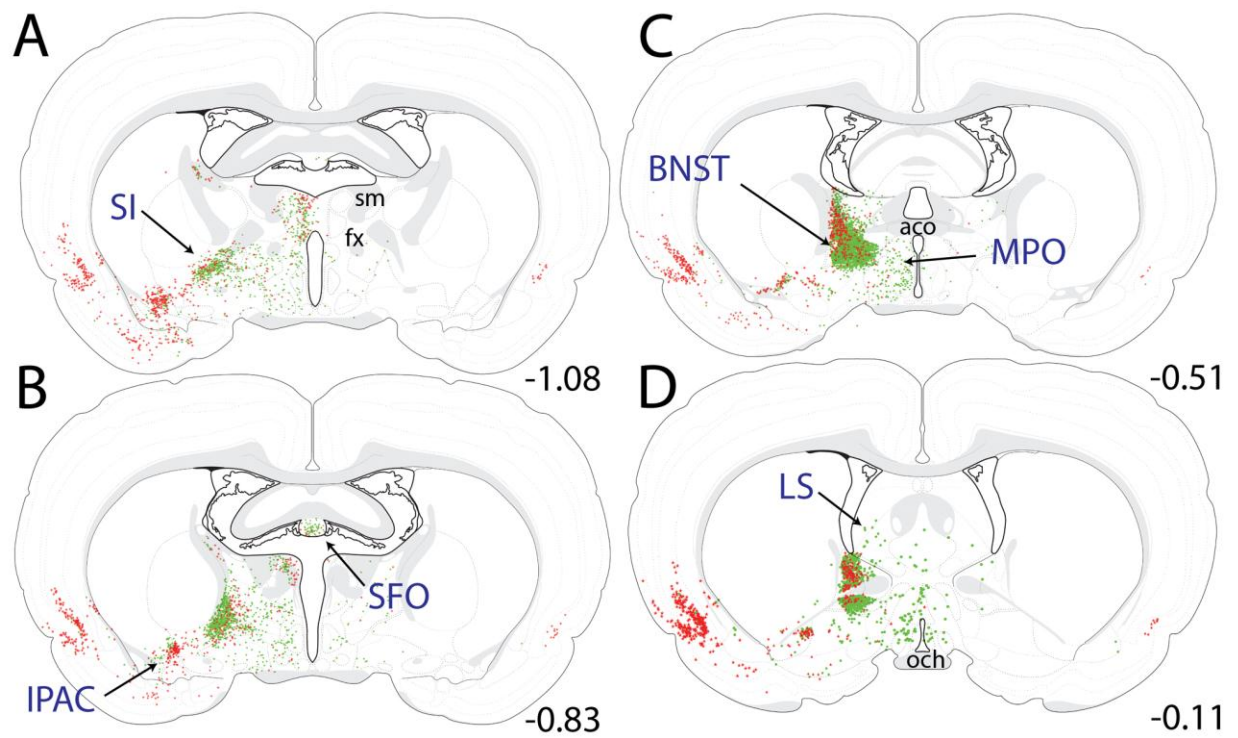 A
SI
sm
fx
-1.08
B
SFO
IPAC
-0.83
C
BNST
aco
MPO
-0.51
D
LS
och
-0.11